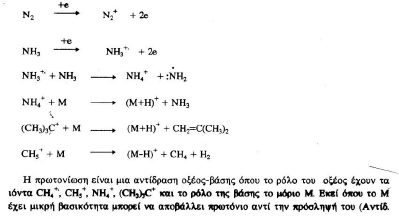 N₂ +e → N₂⁺ + 2e
NH₃ +e → NH₃⁺· + 2e
NH₃⁺· + NH₃ → NH₄⁺ + :ṄH₂
NH₄⁺ + M → (M+H)⁺ + NH₃
(CH₃)₃C⁺ + M → (M+H)⁺ + CH₂=C(CH₃)₂
CH₅⁺ + M → (M-H)⁺ + CH₄ + H₂
Η πρωτονίωση είναι μια αντίδραση οξέος-βάσης όπου το ρόλο του οξέος έχουν τα
ιόντα CH₄⁺, CH₅⁺, NH₄⁺, (CH₃)₃C⁺ και το ρόλο της βάσης το μόριο Μ. Εκεί όπου το Μ
έχει μικρή βασικότητα μπορεί να αποβάλλει πρωτόνιο αντί την πρόσληψή του (Αντίδ.